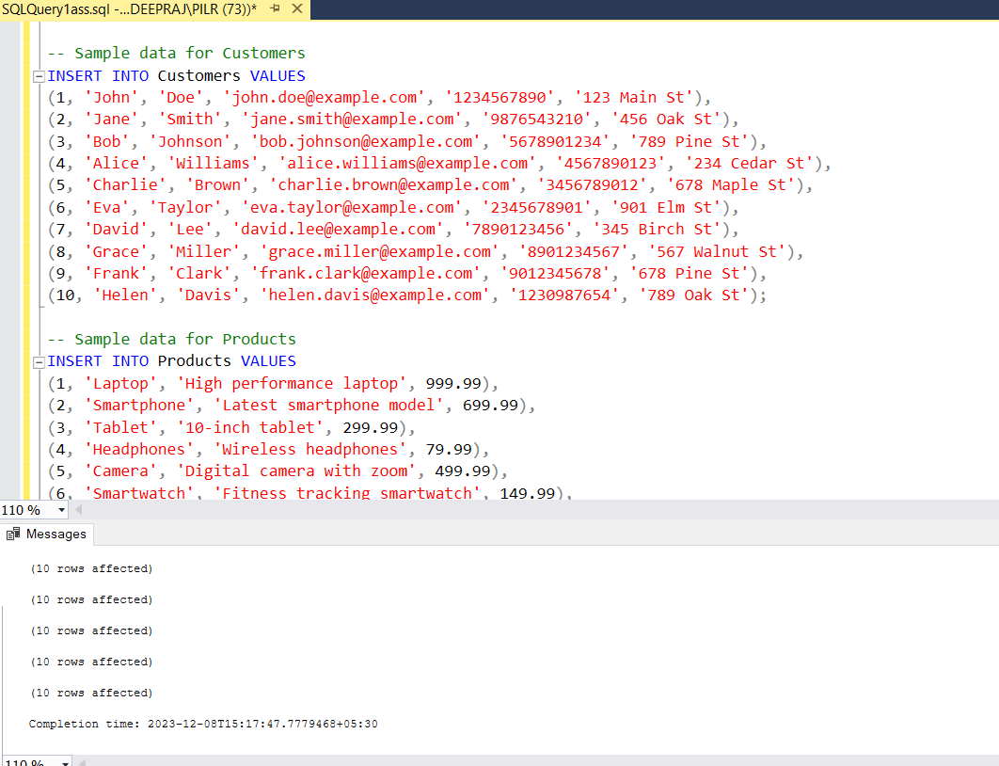 SQLQuery1ass.sql -...DEEPRAJ\PILR (73))*
-- Sample data for Customers
INSERT INTO Customers VALUES
(1, 'John', 'Doe', 'john.doe@example.com', '1234567890', '123 Main St'),
(2, 'Jane', 'Smith', 'jane.smith@example.com', '9876543210', '456 Oak St'),
(3, 'Bob', 'Johnson', 'bob.johnson@example.com', '5678901234', '789 Pine St'),
(4, 'Alice', 'Williams', 'alice.williams@example.com', '4567890123', '234 Cedar St'),
(5, 'Charlie', 'Brown', 'charlie.brown@example.com', '3456789012', '678 Maple St'),
(6, 'Eva', 'Taylor', 'eva.taylor@example.com', '2345678901', '901 Elm St'),
(7, 'David', 'Lee', 'david.lee@example.com', '7890123456', '345 Birch St'),
(8, 'Grace', 'Miller', 'grace.miller@example.com', '8901234567', '567 Walnut St'),
(9, 'Frank', 'Clark', 'frank.clark@example.com', '9012345678', '678 Pine St'),
(10, 'Helen', 'Davis', 'helen.davis@example.com', '1230987654', '789 Oak St');
-- Sample data for Products
INSERT INTO Products VALUES
(1, 'Laptop', 'High performance laptop', 999.99),
(2, 'Smartphone', 'Latest smartphone model', 699.99),
(3, 'Tablet', '10-inch tablet', 299.99),
(4, 'Headphones', 'Wireless headphones', 79.99),
(5, 'Camera', 'Digital camera with zoom', 499.99),
(6, 'Smartwatch', 'Fitness tracking smartwatch', 149.99),
110 %
Messages
(10 rows affected)
(10 rows affected)
(10 rows affected)
(10 rows affected)
(10 rows affected)
Completion time: 2023-12-08T15:17:47.7779468+05:30
110 %